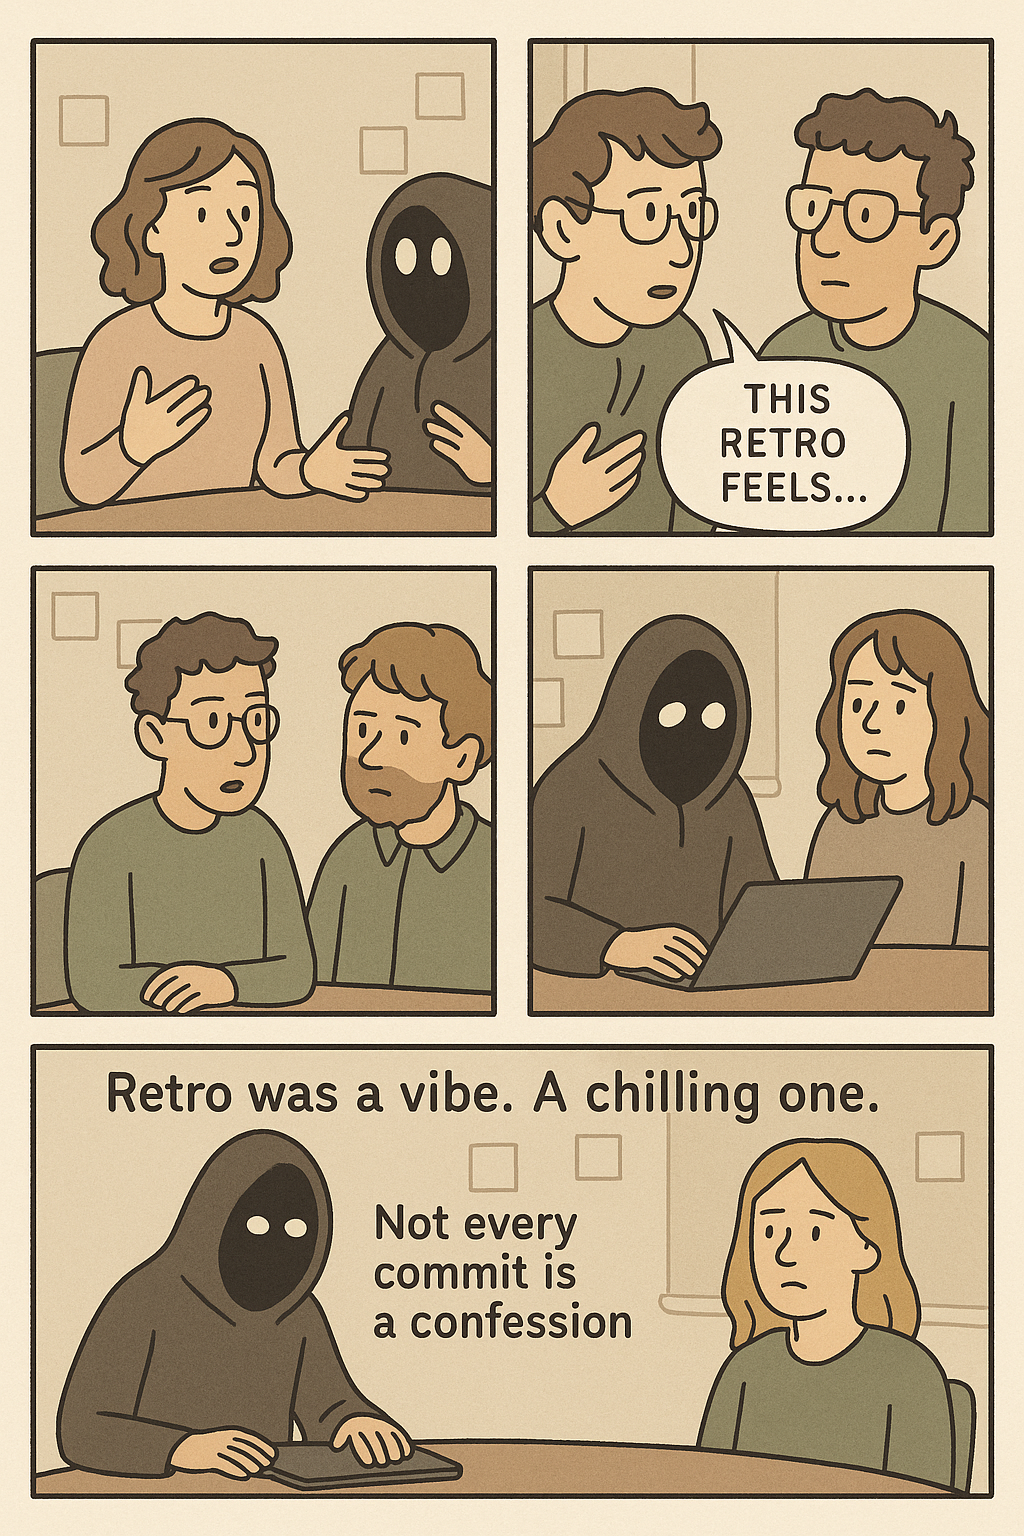 THIS
RETRO
FEELS...
Retro was a vibe. A chilling one.
Not every
commit is
a confession